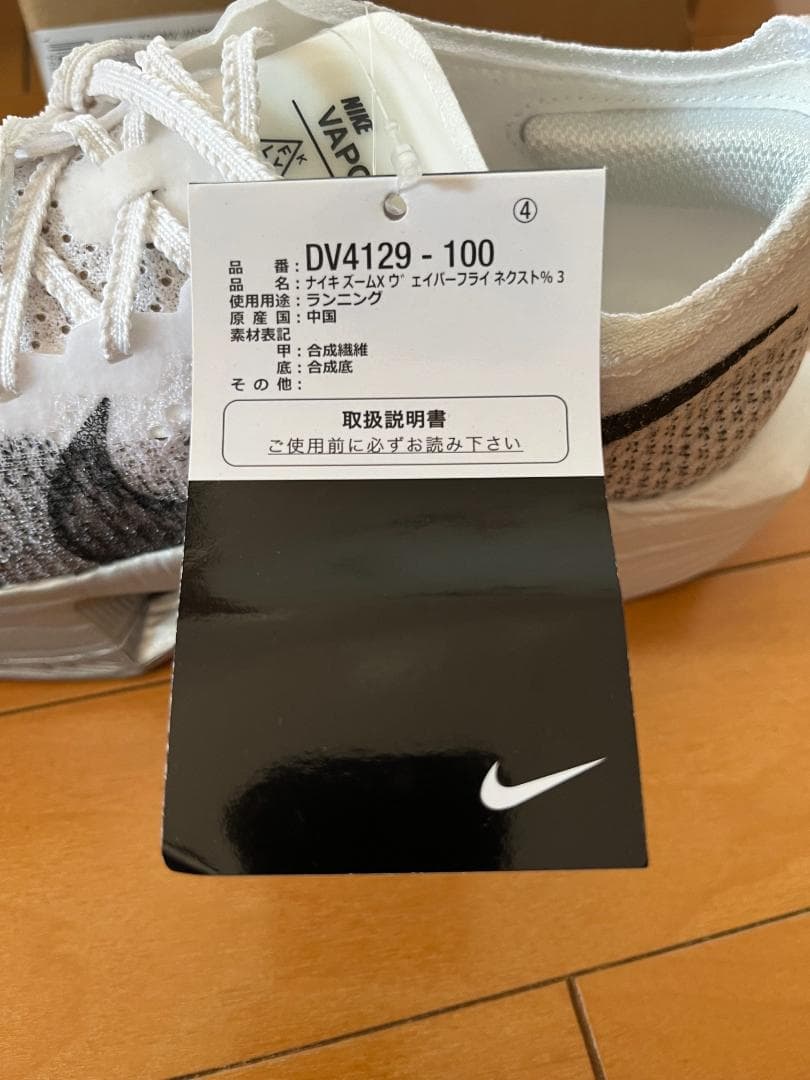 NIKE
VAPO
④
品 番：DV4129 - 100
品 名：ナイキ ズームX ヴェイパーフライ ネクスト% 3
使用用途：ランニング
原 産 国：中国
素材表記
甲：合成繊維
底：合成底
そ の 他：
取扱説明書
ご使用前に必ずお読み下さい